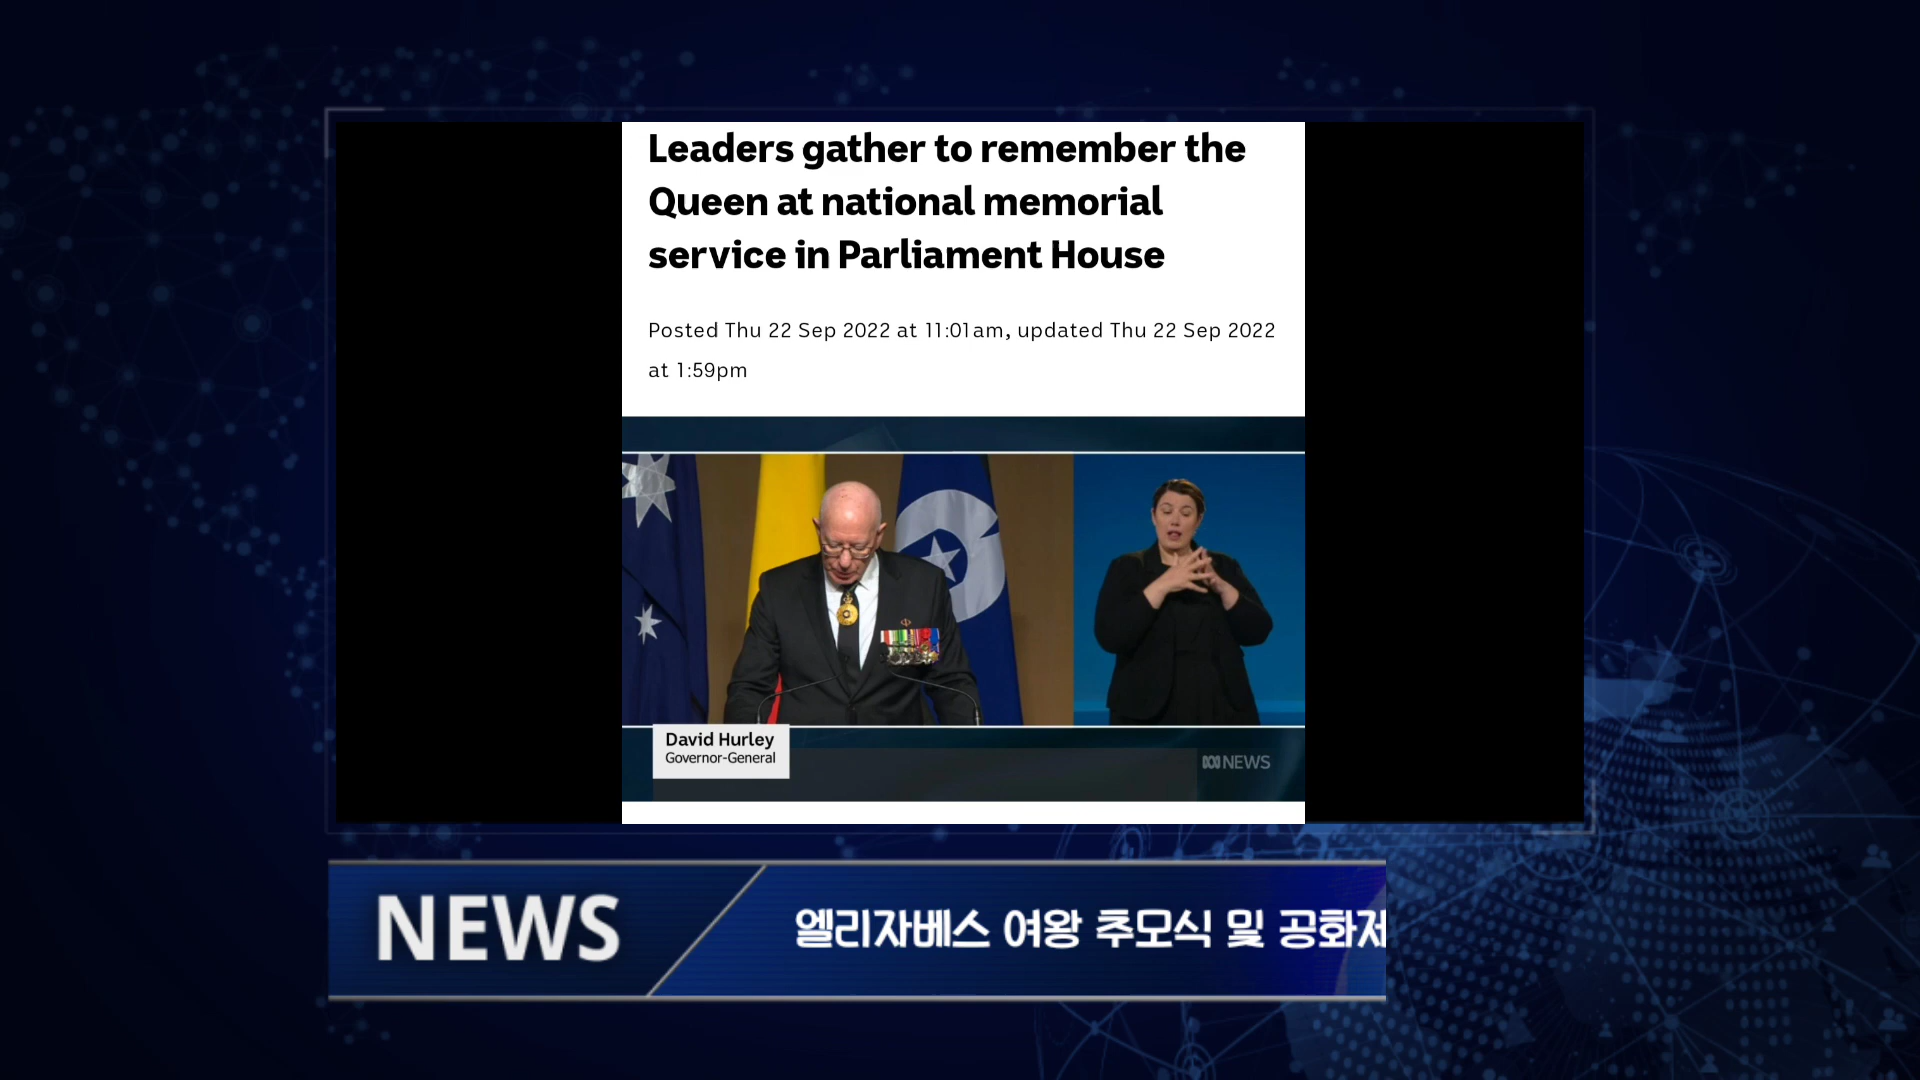 Leaders gather to remember the
Queen at national memorial
service in Parliament House
Posted Thu 22 Sep 2022 at 11:01am, updated Thu 22 Sep 2022
at 1:59pm
David Hurley
Governor-General
NEWS
NEWS
엘리자베스 여왕 추모식 및 공화제